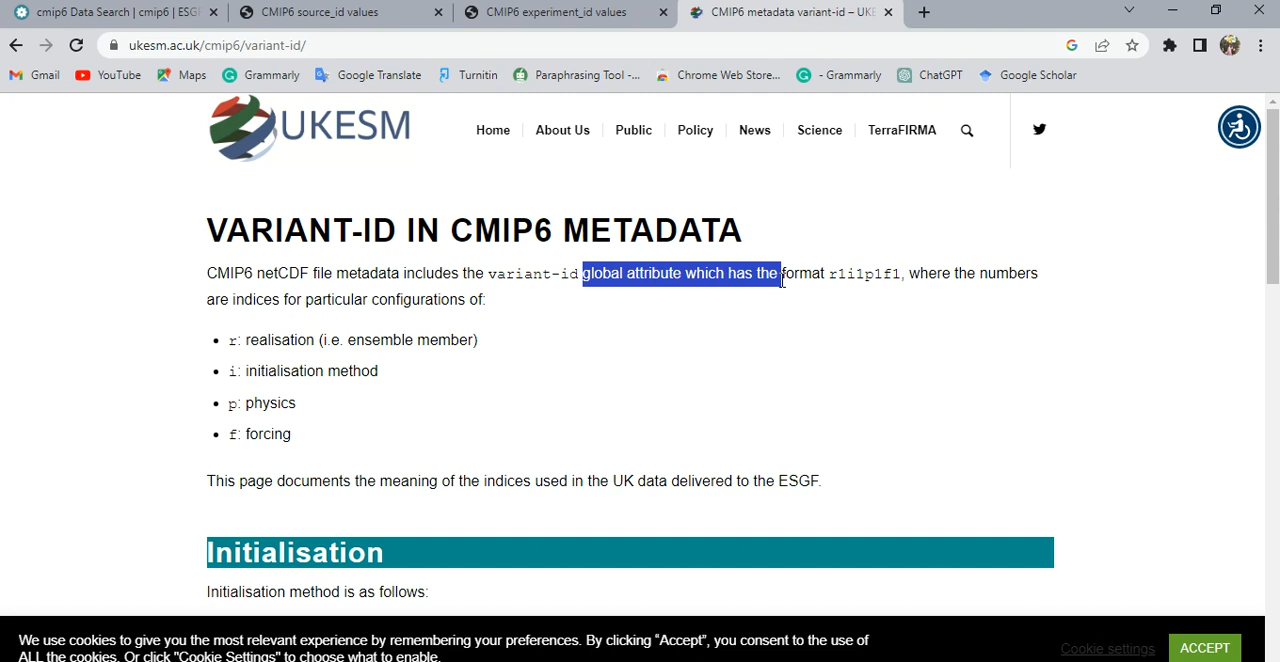 cmip6 Data Search | cmip6 | ESGF
CMIP6 source_id values
CMIP6 experiment_id values
CMIP6 metadata variant-id – UKE
ukesm.ac.uk/cmip6/variant-id/
Gmail
YouTube
Maps
Grammarly
Google Translate
Turnitin
Paraphrasing Tool -...
Chrome Web Store...
- Grammarly
ChatGPT
Google Scholar
UKESM
Home
About Us
Public
Policy
News
Science
TerraFIRMA
VARIANT-ID IN CMIP6 METADATA
CMIP6 netCDF file metadata includes the variant-id global attribute which has the format r1i1p1f1, where the numbers
are indices for particular configurations of:
r: realisation (i.e. ensemble member)
i: initialisation method
p: physics
f: forcing
This page documents the meaning of the indices used in the UK data delivered to the ESGF.
Initialisation
Initialisation method is as follows:
We use cookies to give you the most relevant experience by remembering your preferences. By clicking “Accept”, you consent to the use of
ALL the cookies. Or click "Cookie Settings" to choose what to enable.
Cookie settings
ACCEPT